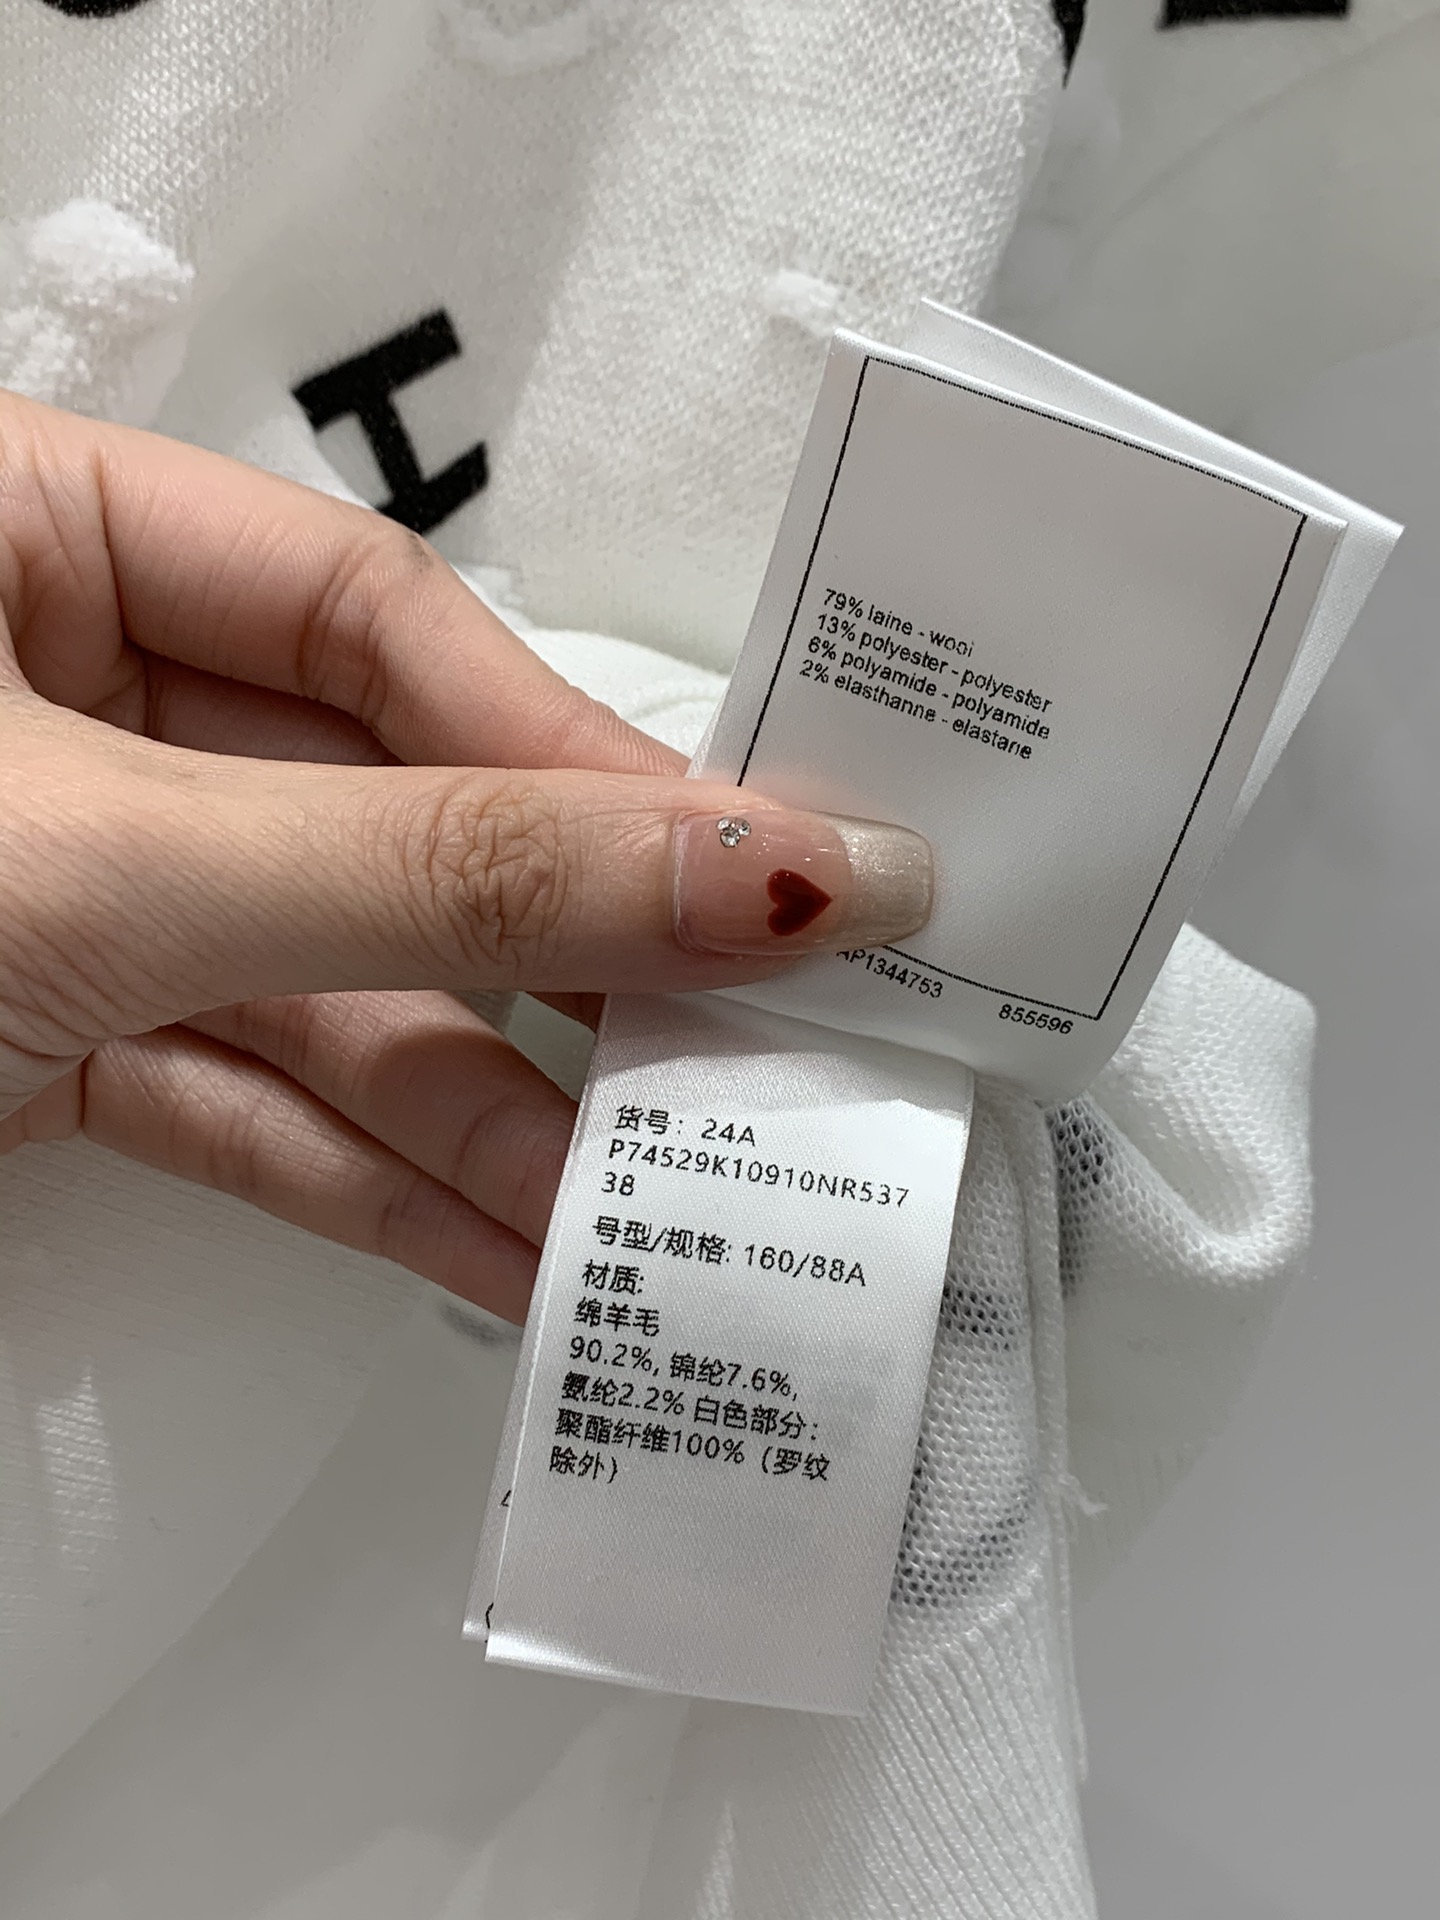 H
79% laine - wool
13% polyester - polyester
6% polyamide - polyamide
2% elasthanne - elastane
AP1344753 855596
货号：24A
P74529K10910NR537
38
号型/规格: 160/88A
材质:
绵羊毛
90.2%, 锦纶7.6%,
氨纶2.2% 白色部分：
聚酯纤维100%（罗纹
除外）